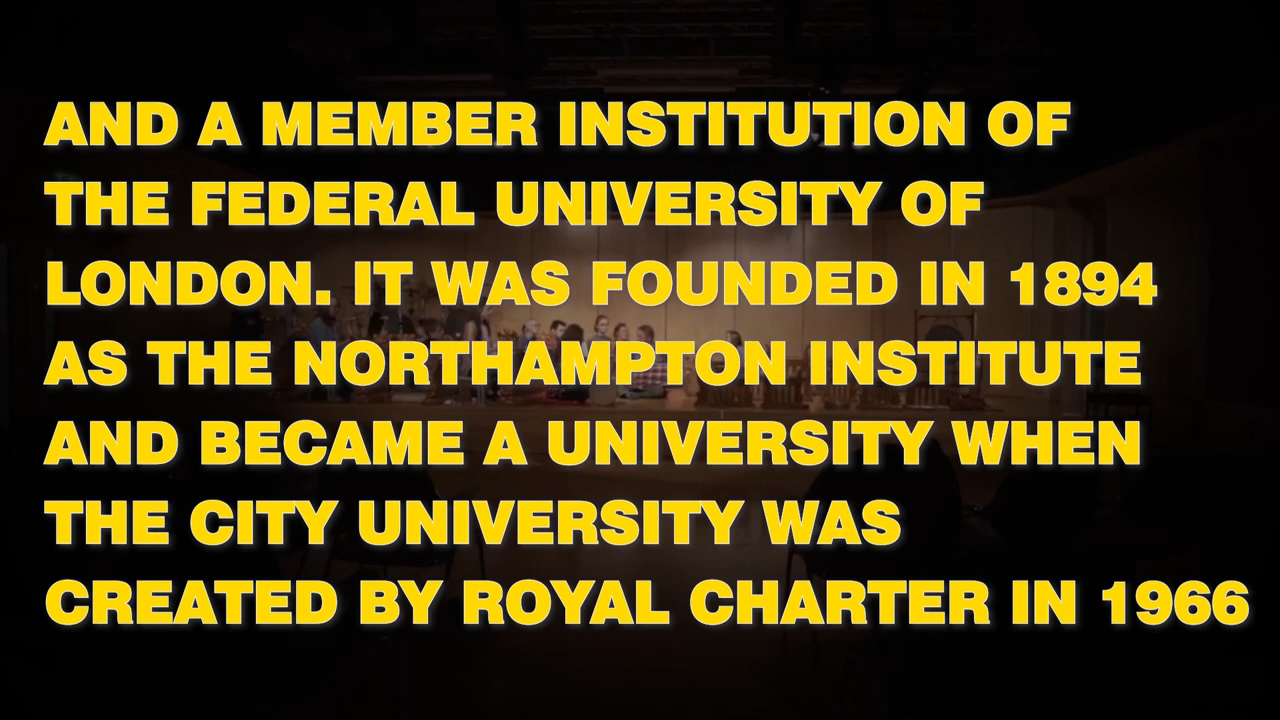 AND A MEMBER INSTITUTION OF
THE FEDERAL UNIVERSITY OF
LONDON. IT WAS FOUNDED IN 1894
AS THE NORTHAMPTON INSTITUTE
AND BECAME A UNIVERSITY WHEN
THE CITY UNIVERSITY WAS
CREATED BY ROYAL CHARTER IN 1966